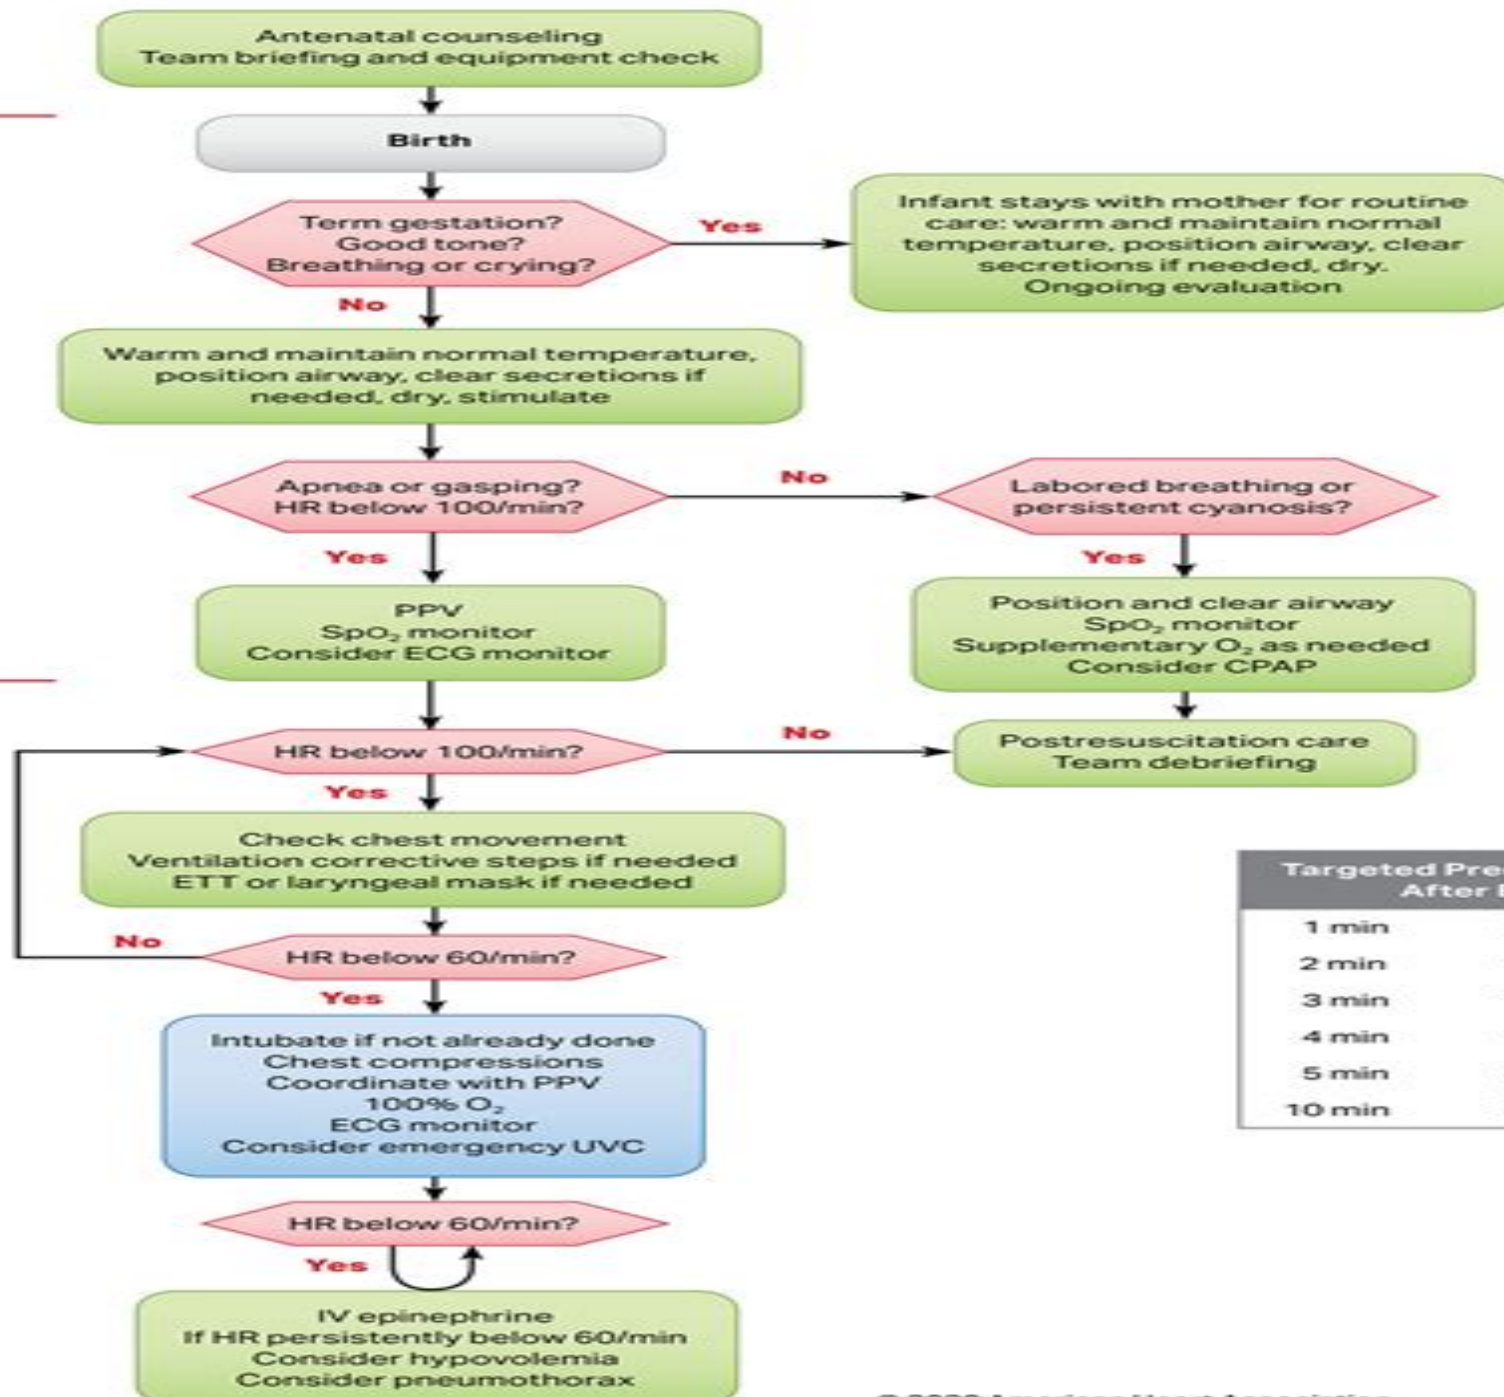 Antenatal counseling
Team briefing and equipment check
Birth
Term gestation?
Good tone?
Breathing or crying?
Yes
Infant stays with mother for routine
care: warm and maintain normal
temperature, position airway, clear
secretions if needed, dry.
Ongoing evaluation
No
Warm and maintain normal temperature,
position airway, clear secretions if
needed, dry, stimulate
Apnea or gasping?
HR below 100/min?
No
Labored breathing or
persistent cyanosis?
Yes
Yes
PPV
SpO₂ monitor
Consider ECG monitor
Position and clear airway
SpO₂ monitor
Supplementary O₂ as needed
Consider CPAP
HR below 100/min?
No
Postresuscitation care
Team debriefing
Yes
Check chest movement
Ventilation corrective steps if needed
ETT or laryngeal mask if needed
Targeted
After
1 min
2 min
3 min
4 min
5 min
10 min
HR below 60/min?
No
Yes
Intubate if not already done
Chest compressions
Coordinate with PPV
100% O₂
ECG monitor
Consider emergency UVC
HR below 60/min?
Yes
IV epinephrine
If HR persistently below 60/min
Consider hypovolemia
Consider pneumothorax
American Heart Association